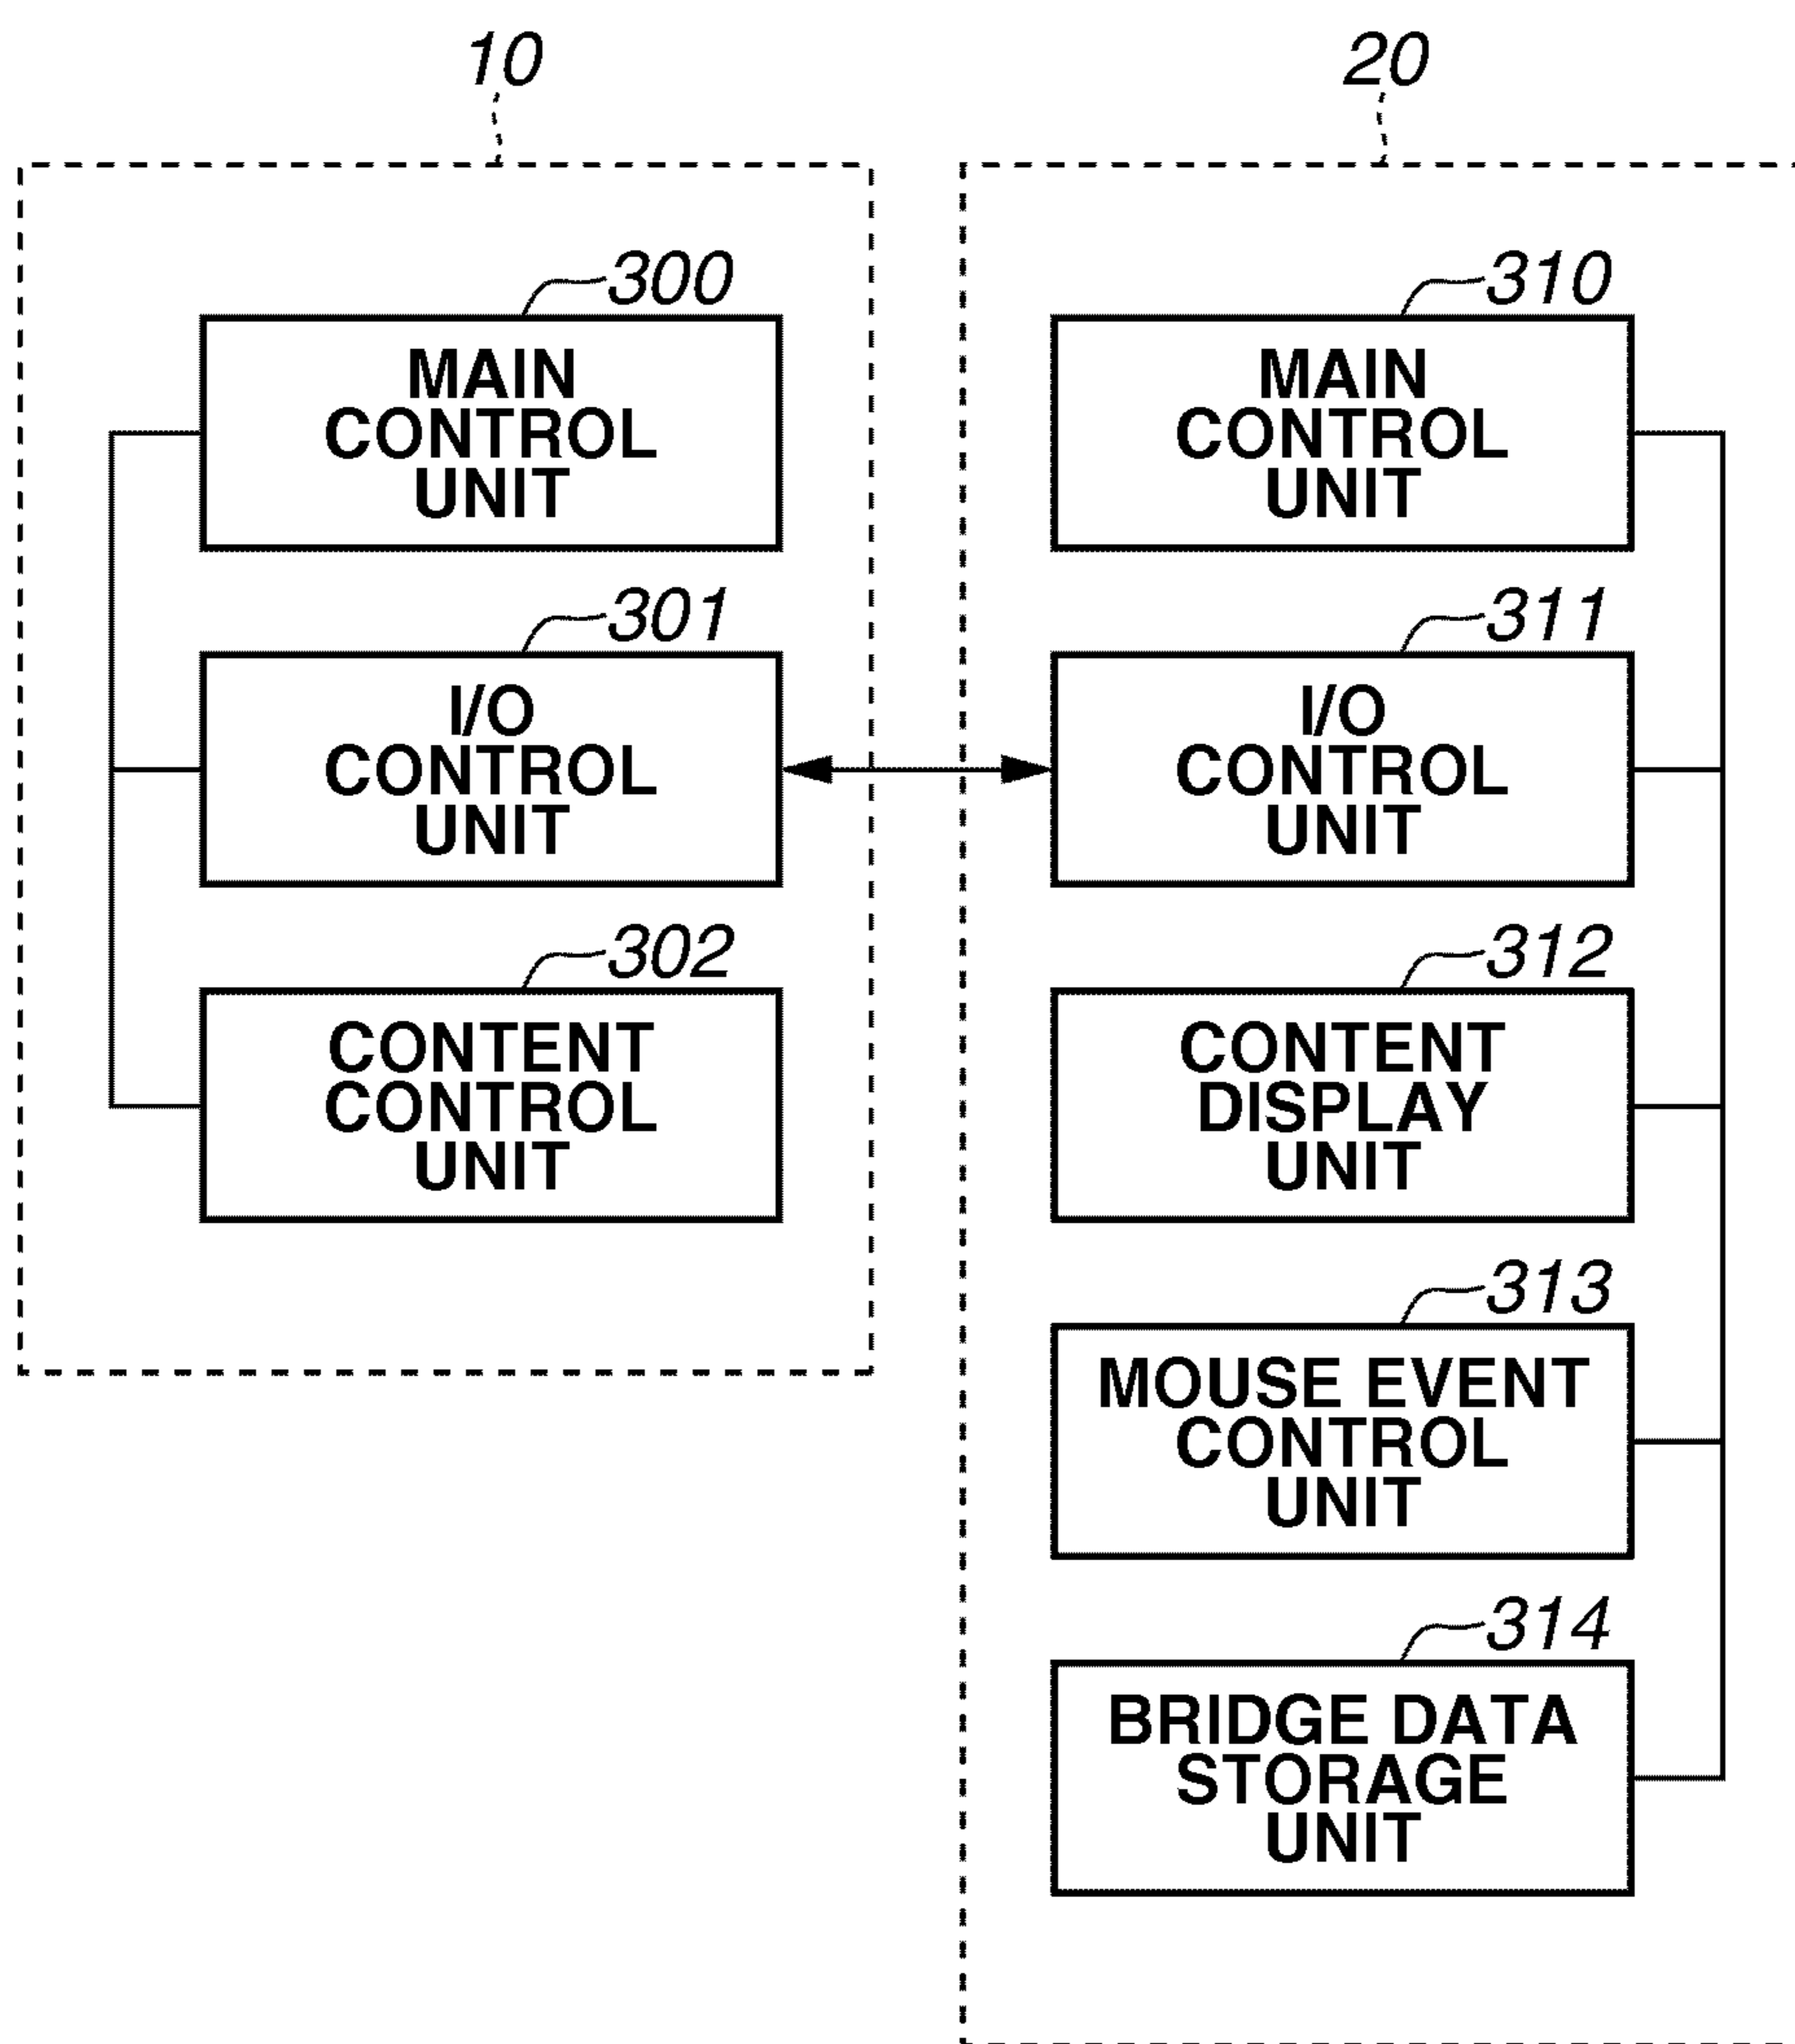 10
300
MAIN
CONTROL
UNIT
301
I/O
CONTROL
UNIT
302
CONTENT
CONTROL
UNIT
20
310
MAIN
CONTROL
UNIT
311
I/O
CONTROL
UNIT
312
CONTENT
DISPLAY
UNIT
313
MOUSE EVENT
CONTROL
UNIT
314
BRIDGE DATA
STORAGE
UNIT